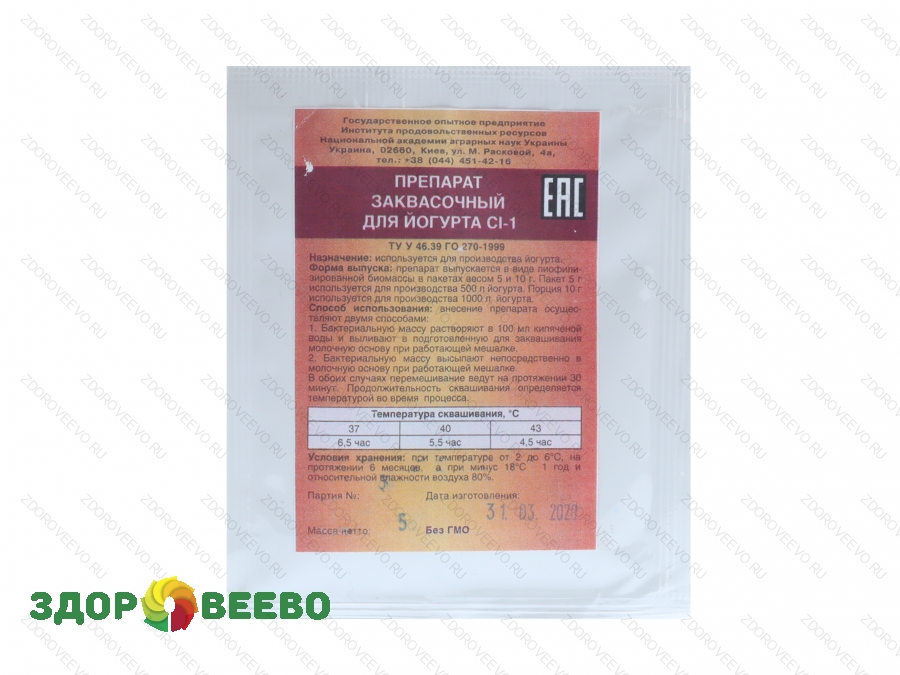 Государственное опытное предприятие
Института продовольственных ресурсов
Национальной академии аграрных наук Украины
Украина, 02660, Киев, ул. М. Расковой, 4а,
тел.: +38 (044) 451-42-16
ПРЕПАРАТ
ЗАКВАСОЧНЫЙ
ДЛЯ ЙОГУРТА CI-1
EAC
ТУ У 46.39 ГО 270-1999
Назначение: используется для производства йогурта.
Форма выпуска: препарат выпускается в виде лиофили-
зированной биомассы в пакетах весом 5 и 10 г. Пакет 5 г
используется для производства 500 л йогурта. Порция 10 г
используется для производства 1000 л йогурта.
Способ использования: внесение препарата осущес-
тляют двумя способами:
1. Бактериальную массу растворяют в 100 мл кипяченой
воды и выливают в подготовленную для заквашивания
молочную основу при работающей мешалке.
2. Бактериальную массу высыпают непосредственно в
молочную основу при работающей мешалке.
В обоих случаях перемешивание ведут на протяжении 30
минут. Продолжительность сквашивания определяется
температурой во время процесса.
Температура сквашивания, °С
37 40 43
6,5 час 5,5 час 4,5 час
Условия хранения: при температуре от 2 до 6°С, на
протяжении 6 месяцев, а при минус 18°С 1 год и
относительной влажности воздуха 80%.
Партия №: 3 Дата изготовления:
31 03. 2020
Масса нетто: 5 Без ГМО
ЗДОРОВЕЕВО
ZDOROVEEVO.RU